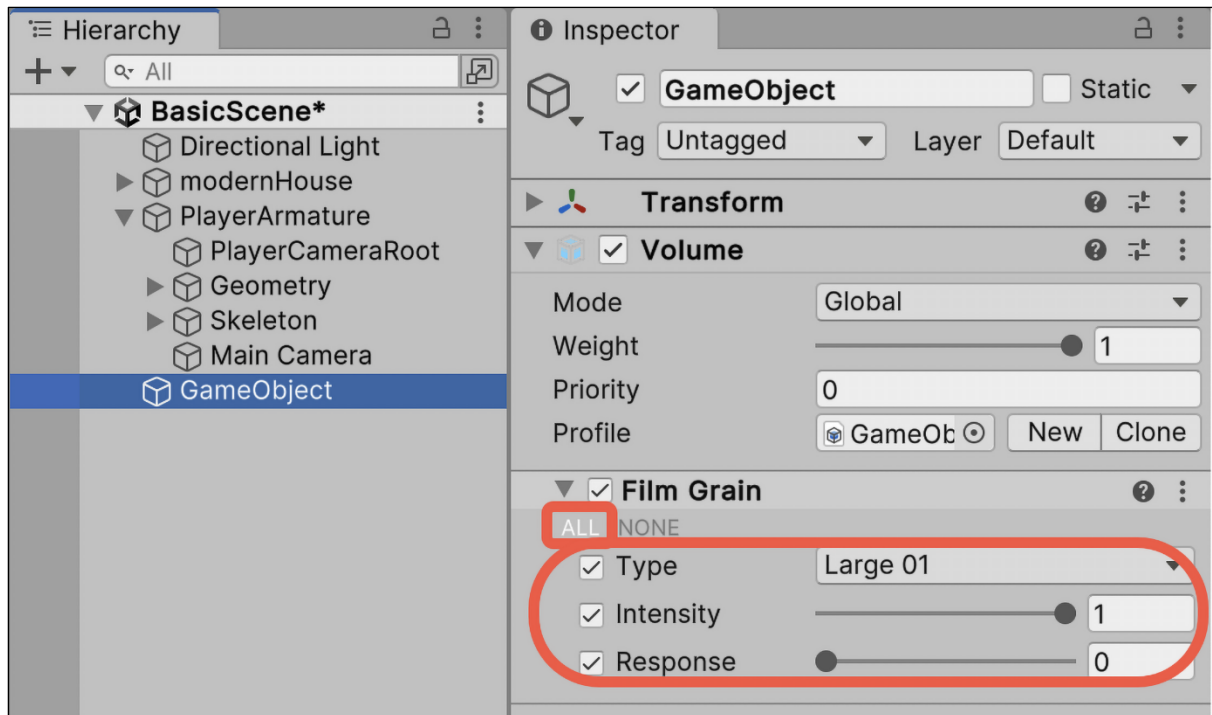 Hierarchy
All
BasicScene*
Directional Light
modernHouse
PlayerArmature
PlayerCameraRoot
Geometry
Skeleton
Main Camera
GameObject
Inspector
GameObject Static
Tag Untagged Layer Default
Transform
Volume
Mode Global
Weight 1
Priority 0
Profile GameOb New Clone
Film Grain
ALL NONE
Type Large 01
Intensity 1
Response 0